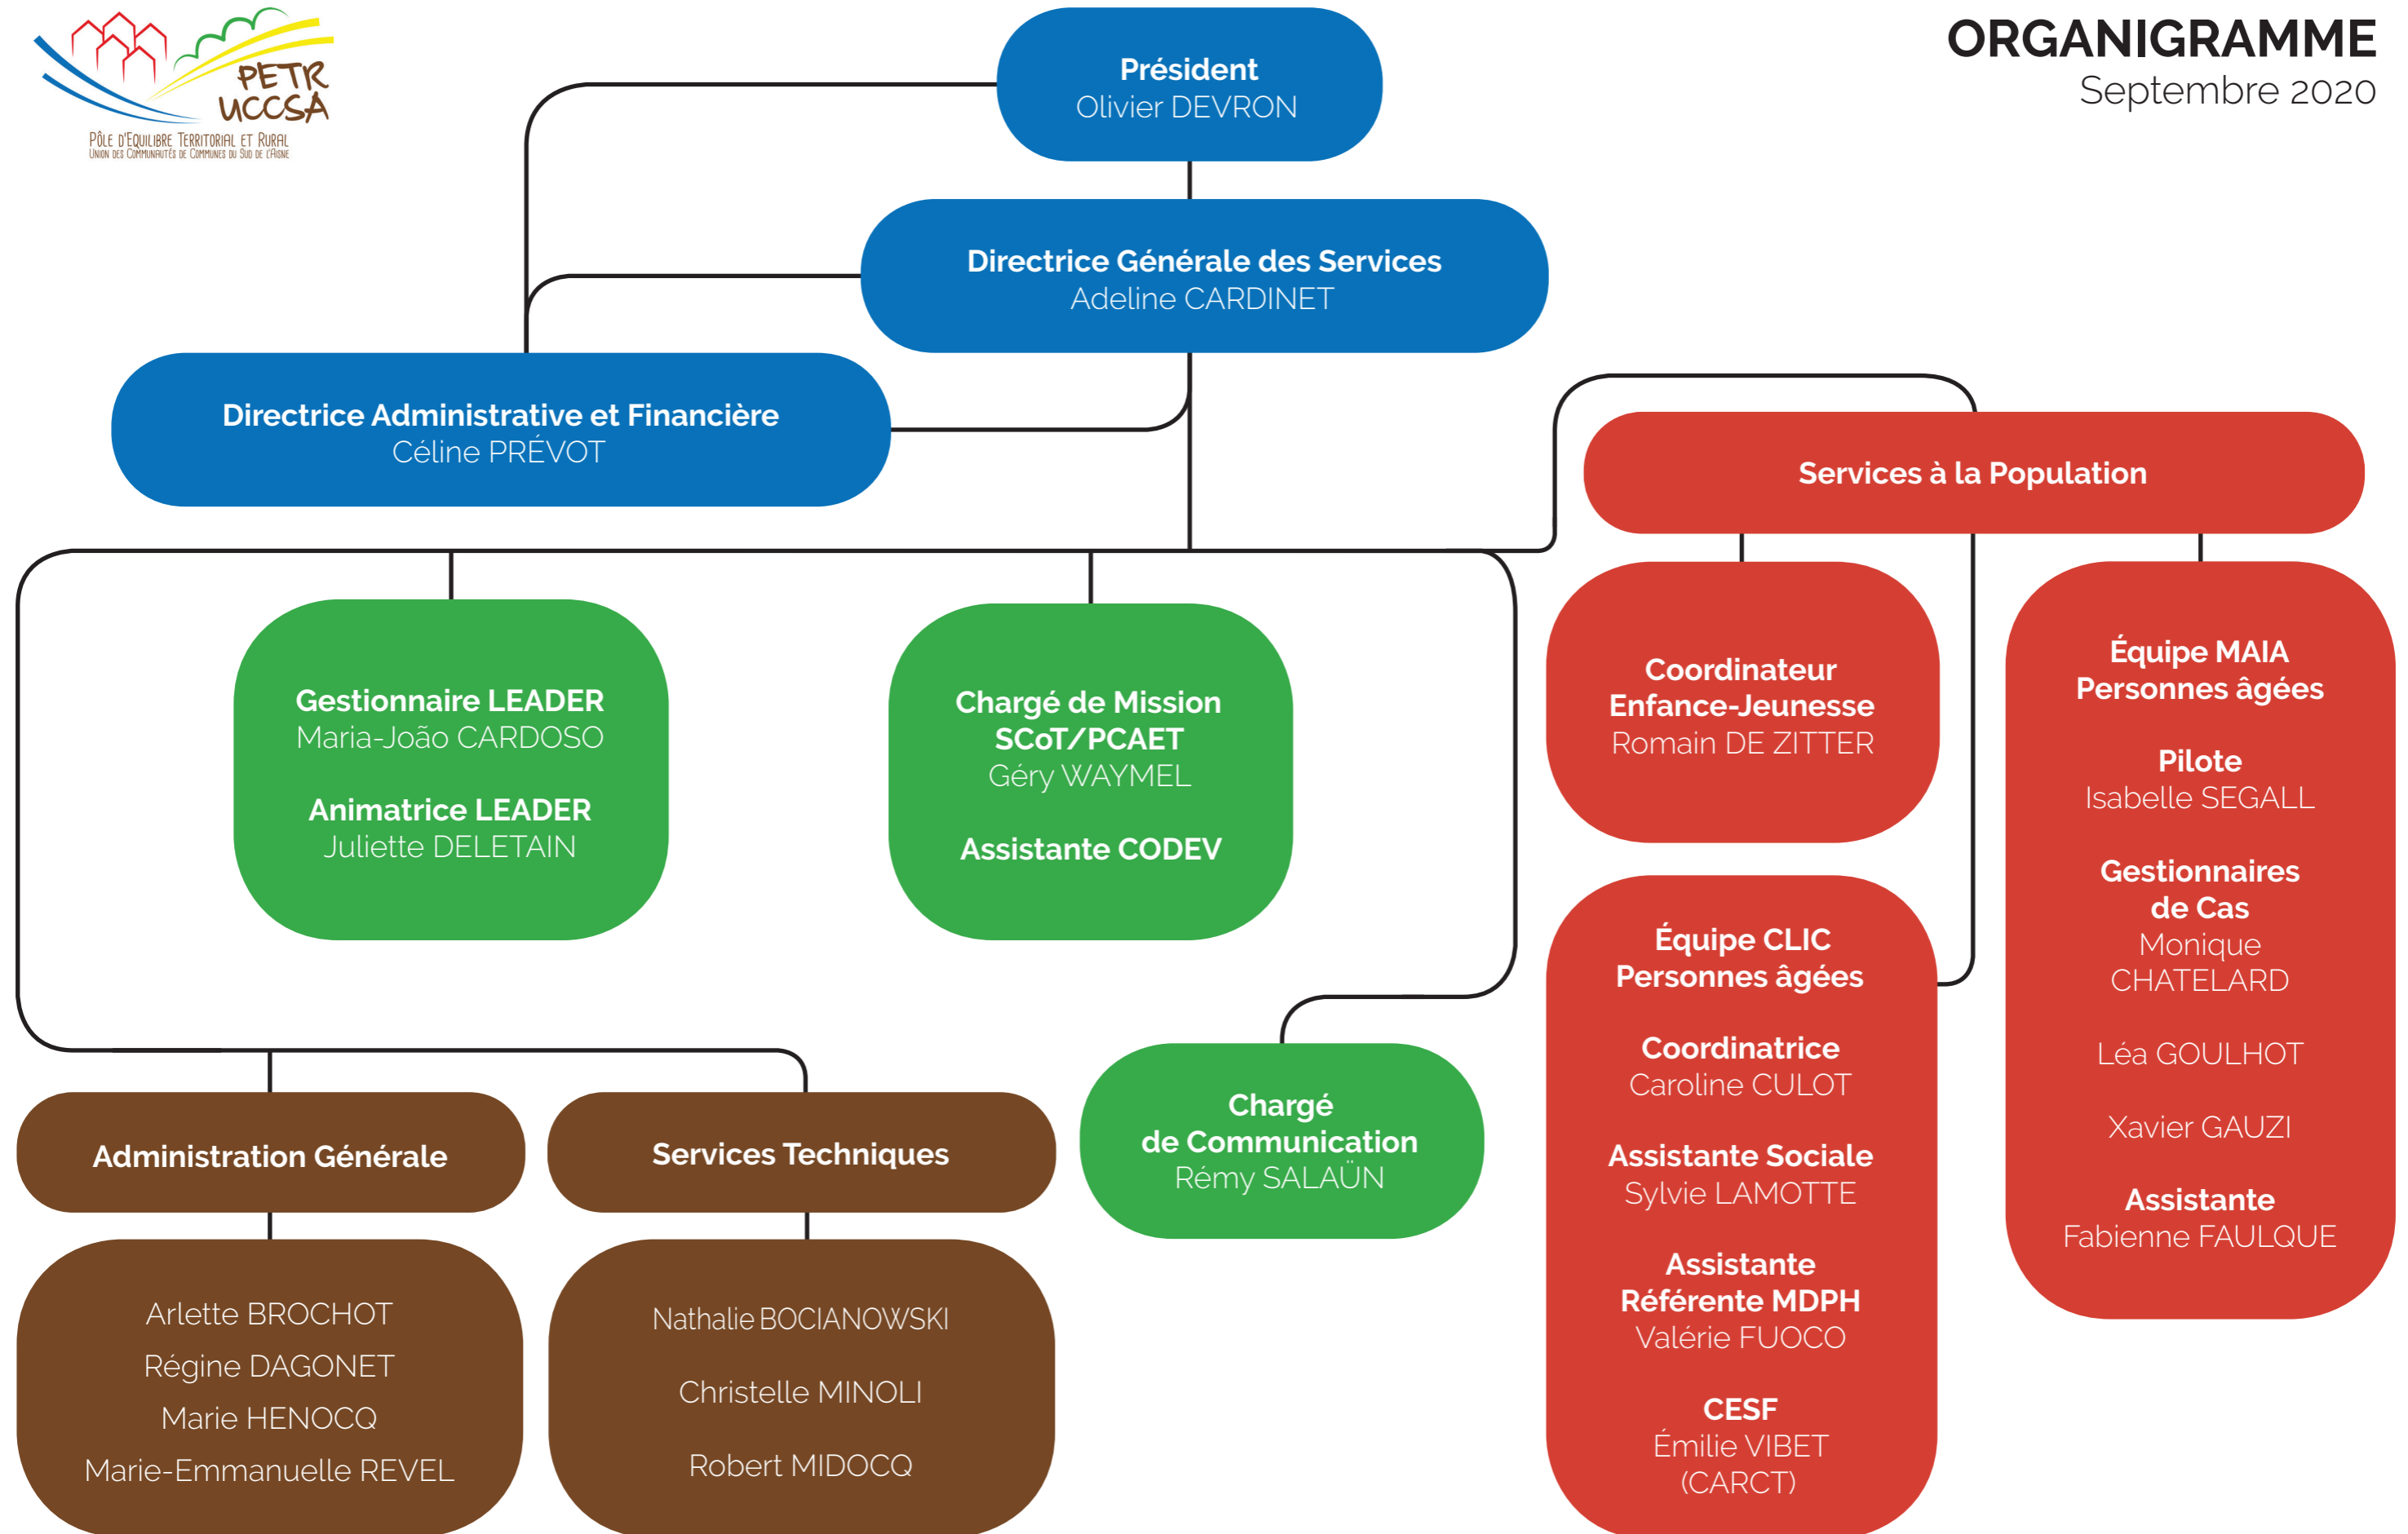 PETR
UCCSA
PÔLE D'EQUILIBRE TERRITORIAL ET RURAL
UNION DES COMMUNAUTÉS DE COMMUNES DU SUD DE L'AISNE
ORGANIGRAMME
Septembre 2020
Président
Olivier DEVRON
Directrice Générale des Services
Adeline CARDINET
Directrice Administrative et Financière
Céline PRÉVOT
Services à la Population
Gestionnaire LEADER
Maria-João CARDOSO
Animatrice LEADER
Juliette DELETAIN
Chargé de Mission
SCoT/PCAET
Géry WAYMEL
Assistante CODEV
Coordinateur
Enfance-Jeunesse
Romain DE ZITTER
Équipe MAIA
Personnes âgées
Pilote
Isabelle SEGALL
Gestionnaires
de Cas
Monique
CHATELARD
Léa GOULHOT
Xavier GAUZI
Assistante
Fabienne FAULQUE
Équipe CLIC
Personnes âgées
Coordinatrice
Caroline CULOT
Assistante Sociale
Sylvie LAMOTTE
Assistante
Référente MDPH
Valérie FUOCO
CESF
Émilie VIBET
(CARCT)
Chargé
de Communication
Rémy SALAÜN
Administration Générale
Arlette BROCHOT
Régine DAGONET
Marie HENOCQ
Marie-Emmanuelle REVEL
Services Techniques
Nathalie BOCIANOWSKI
Christelle MINOLI
Robert MIDOCQ